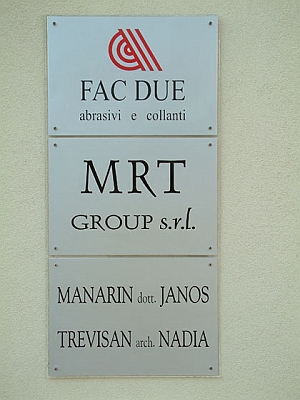 FAC DUE
abrasivi e collanti
MRT
GROUP s.r.l.
MANARIN dott. JANOS
TREVISAN arch. NADIA